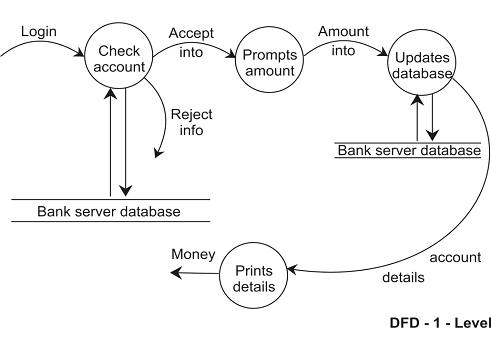 Login
Check
account
Accept
into
Prompts
amount
Amount
into
Updates
database
Reject
info
Bank server database
Bank server database
Money
Prints
details
account
details
DFD - 1 - Level